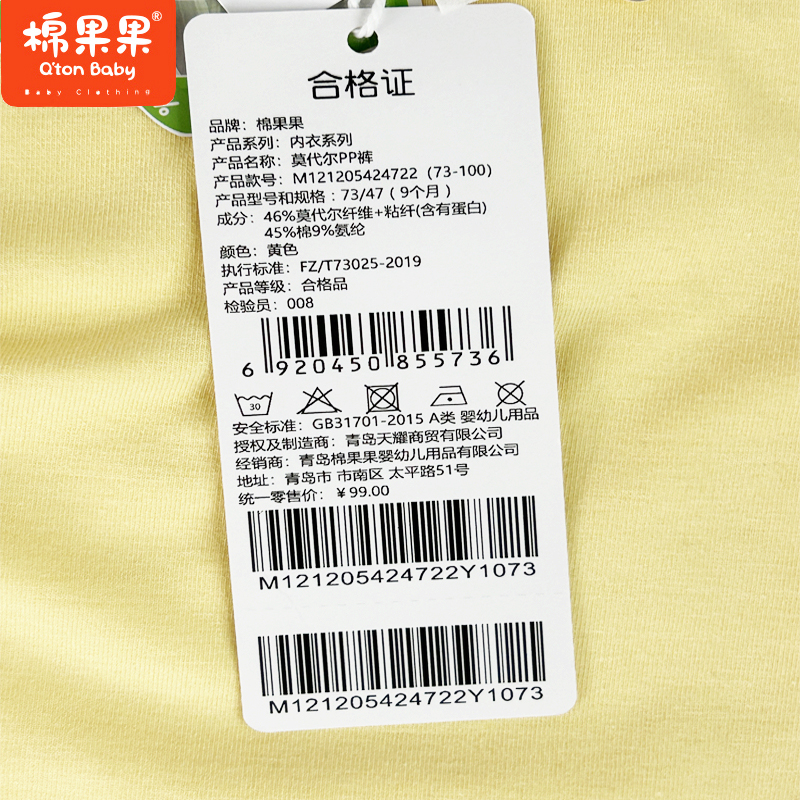 棉果果®
Q'ton Baby
Baby Clothing
%
合格证
品牌：棉果果
产品系列：内衣系列
产品名称：莫代尔PP裤
产品款号：M121205424722（73-100）
产品型号和规格：73/47（9个月）
成分：46%莫代尔纤维+粘纤(含有蛋白)
45%棉9%氨纶
颜色：黄色
执行标准：FZ/T73025-2019
产品等级：合格品
检验员：008
6 920450 855736
30
安全标准：GB31701-2015 A类 婴幼儿用品
授权及制造商：青岛天耀商贸有限公司
经销商：青岛棉果果婴幼儿用品有限公司
地址：青岛市 市南区 太平路51号
统一零售价：￥99.00
M121205424722Y1073
M121205424722Y1073